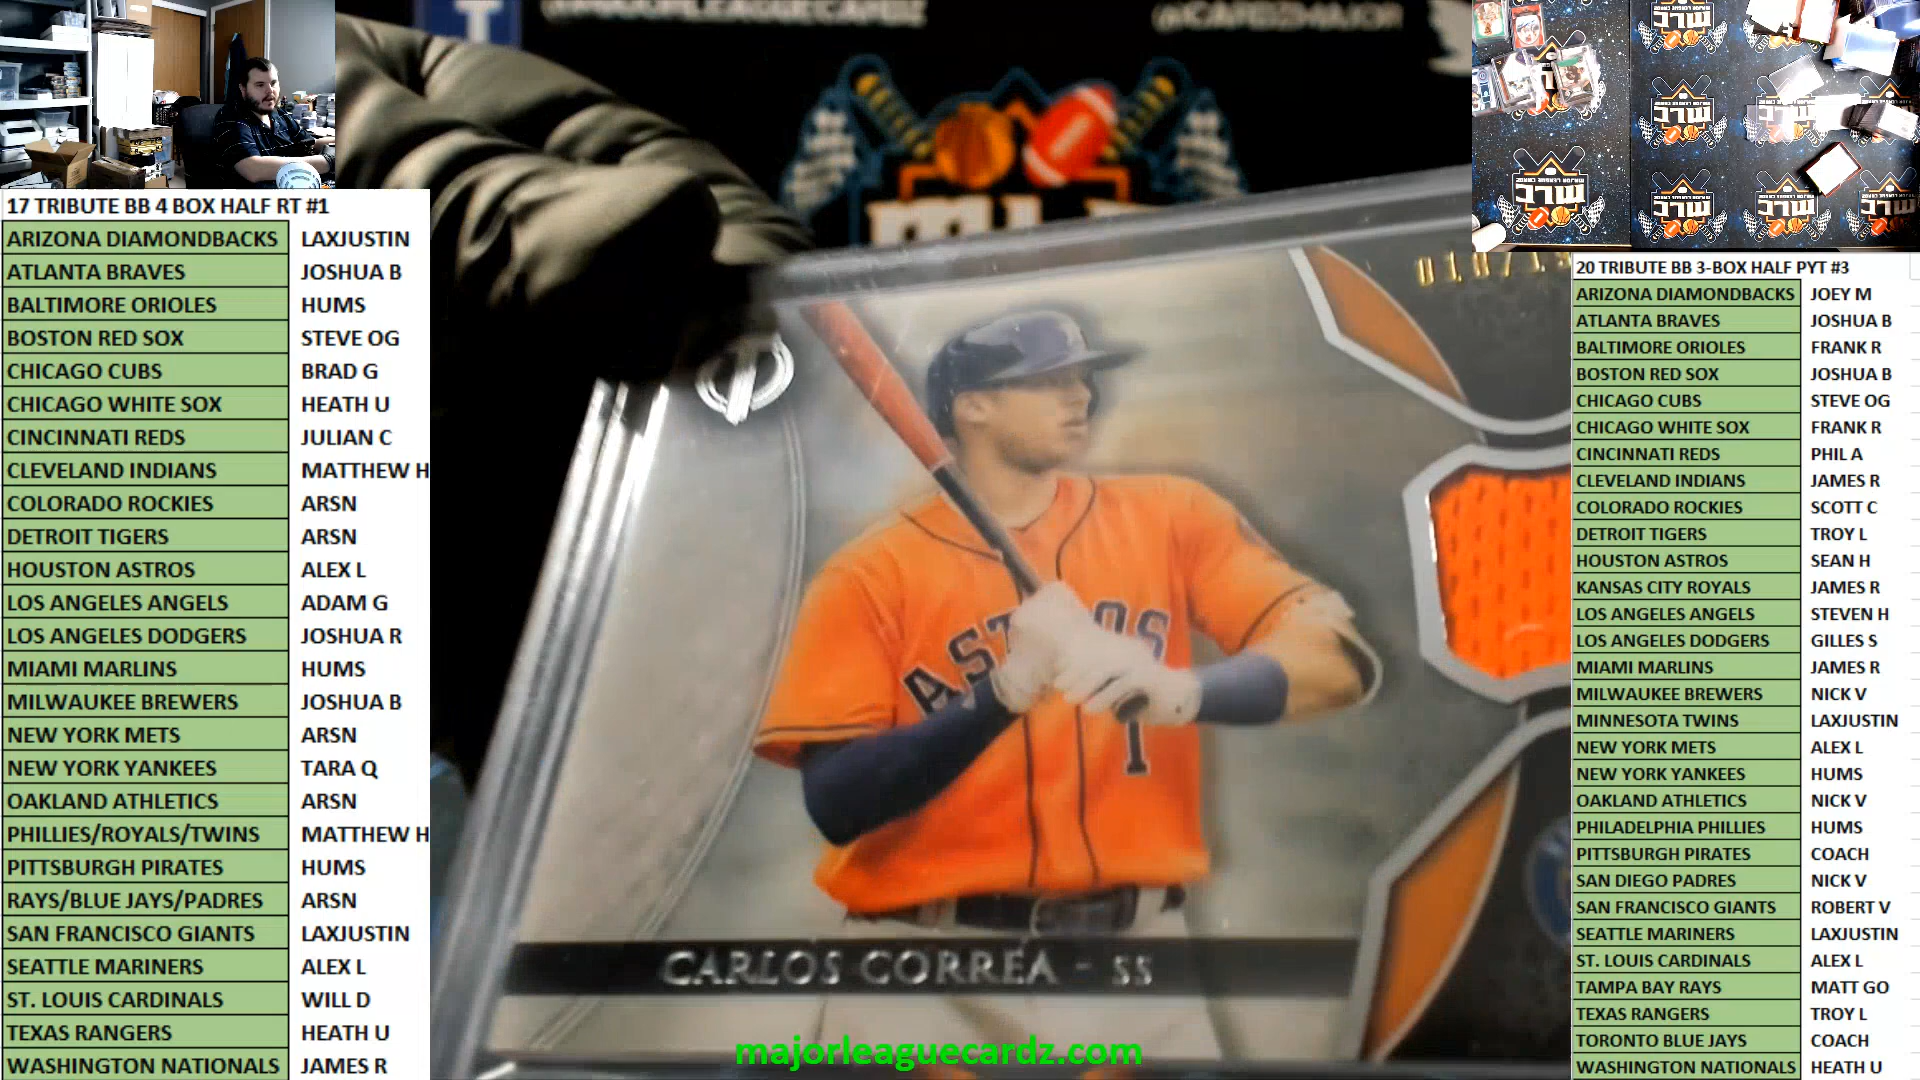 17 TRIBUTE BB 4 BOX HALF RT #1
ARIZONA DIAMONDBACKS LAXJUSTIN
ATLANTA BRAVES JOSHUA B
BALTIMORE ORIOLES HUMS
BOSTON RED SOX STEVE OG
CHICAGO CUBS BRAD G
CHICAGO WHITE SOX HEATH U
CINCINNATI REDS JULIAN C
CLEVELAND INDIANS MATTHEW H
COLORADO ROCKIES ARSN
DETROIT TIGERS ARSN
HOUSTON ASTROS ALEX L
LOS ANGELES ANGELS ADAM G
LOS ANGELES DODGERS JOSHUA R
MIAMI MARLINS HUMS
MILWAUKEE BREWERS JOSHUA B
NEW YORK METS ARSN
NEW YORK YANKEES TARA Q
OAKLAND ATHLETICS ARSN
PHILLIES/ROYALS/TWINS MATTHEW H
PITTSBURGH PIRATES HUMS
RAYS/BLUE JAYS/PADRES ARSN
SAN FRANCISCO GIANTS LAXJUSTIN
SEATTLE MARINERS ALEX L
ST. LOUIS CARDINALS WILL D
TEXAS RANGERS HEATH U
WASHINGTON NATIONALS JAMES R
@CARDZMAJOR
ASTROS
1
CARLOS CORREA - SS
majorleaguecardz.com
20 TRIBUTE BB 3-BOX HALF PYT #3
ARIZONA DIAMONDBACKS JOEY M
ATLANTA BRAVES JOSHUA B
BALTIMORE ORIOLES FRANK R
BOSTON RED SOX JOSHUA B
CHICAGO CUBS STEVE OG
CHICAGO WHITE SOX FRANK R
CINCINNATI REDS PHIL A
CLEVELAND INDIANS JAMES R
COLORADO ROCKIES SCOTT C
DETROIT TIGERS TROY L
HOUSTON ASTROS SEAN H
KANSAS CITY ROYALS JAMES R
LOS ANGELES ANGELS STEVEN H
LOS ANGELES DODGERS GILLES S
MIAMI MARLINS JAMES R
MILWAUKEE BREWERS NICK V
MINNESOTA TWINS LAXJUSTIN
NEW YORK METS ALEX L
NEW YORK YANKEES HUMS
OAKLAND ATHLETICS NICK V
PHILADELPHIA PHILLIES HUMS
PITTSBURGH PIRATES COACH
SAN DIEGO PADRES NICK V
SAN FRANCISCO GIANTS ROBERT V
SEATTLE MARINERS LAXJUSTIN
ST. LOUIS CARDINALS ALEX L
TAMPA BAY RAYS MATT GO
TEXAS RANGERS TROY L
TORONTO BLUE JAYS COACH
WASHINGTON NATIONALS HEATH U